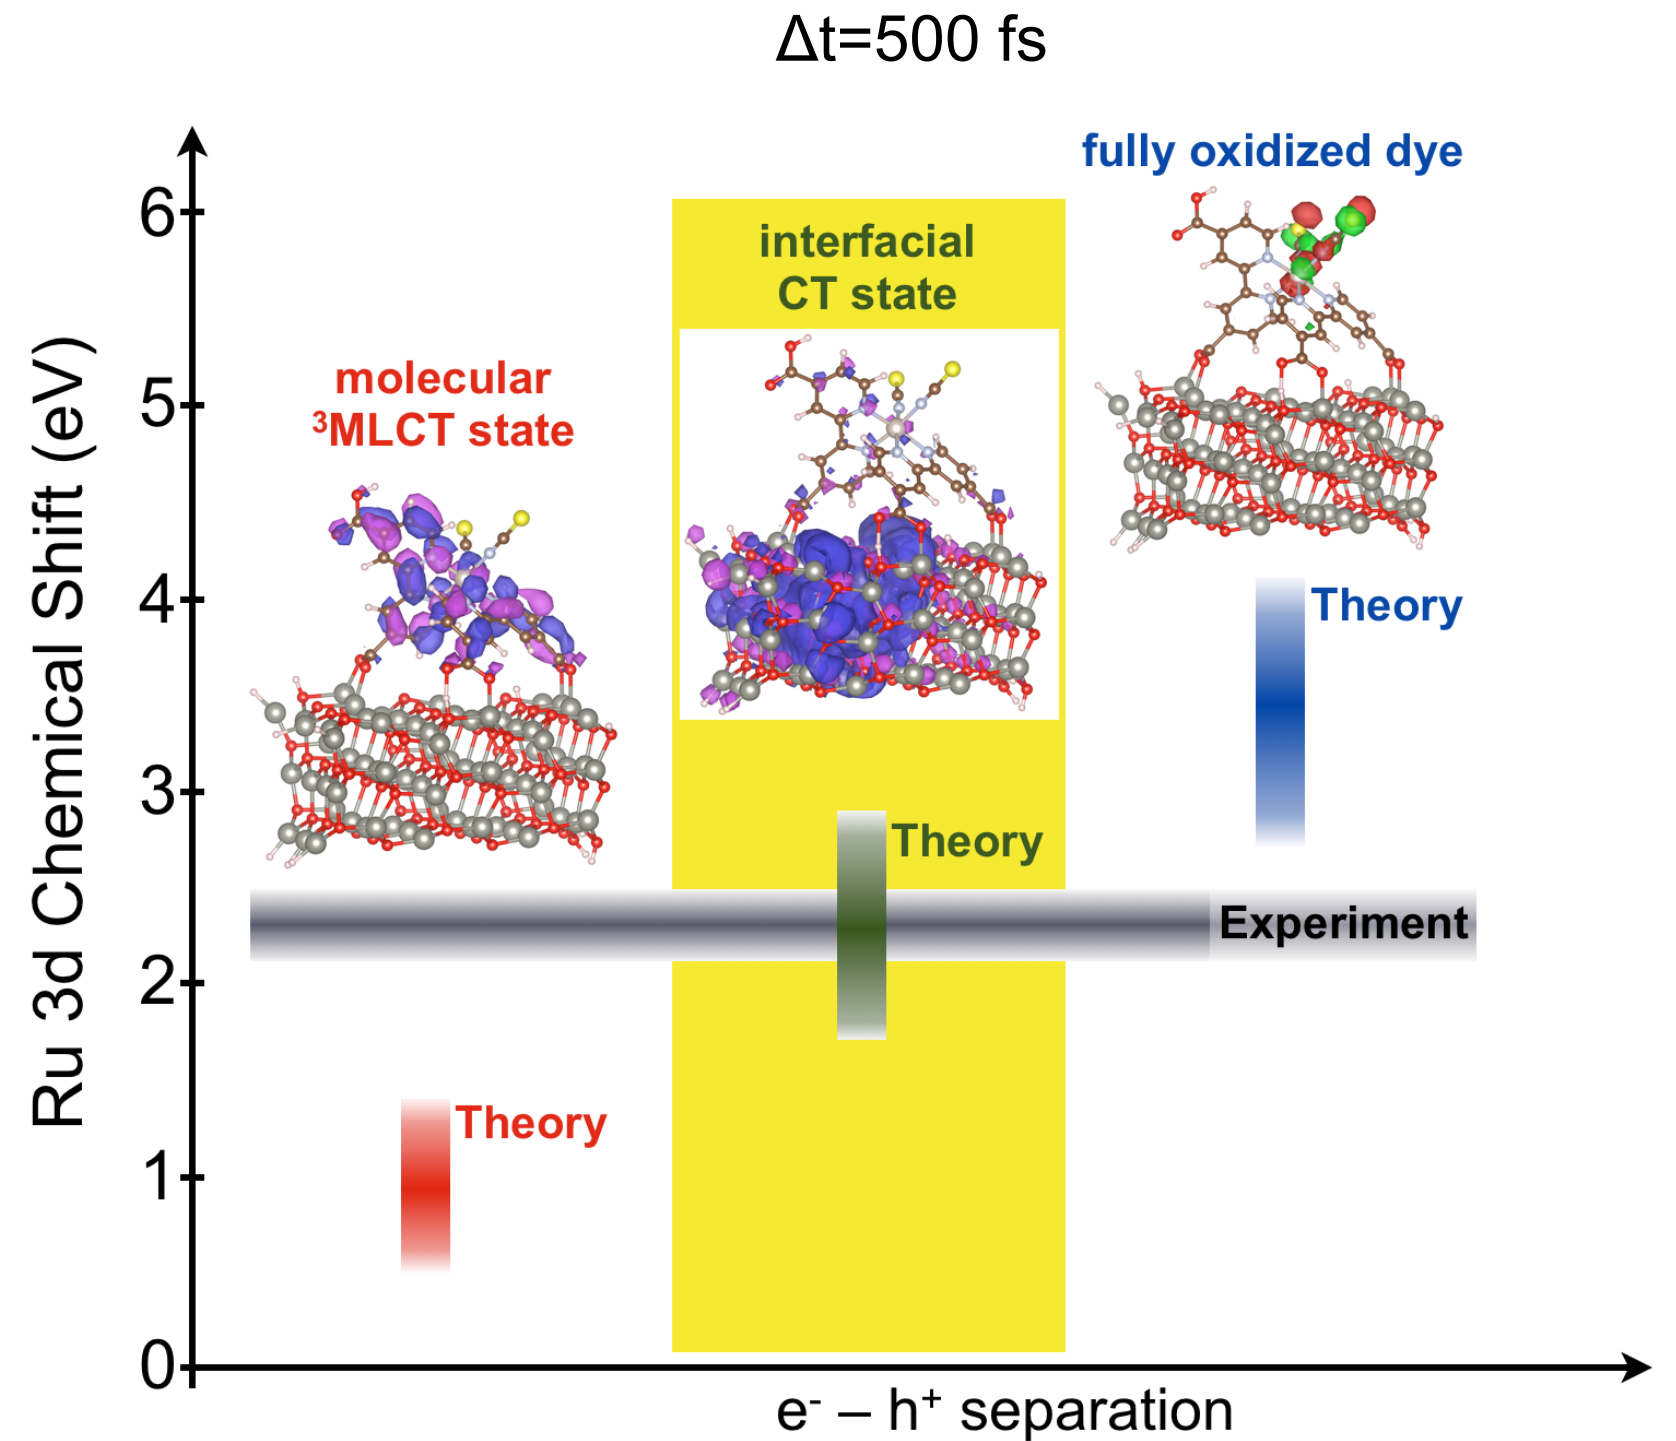 Δt=500 fs
fully oxidized dye
interfacial
CT state
molecular
³MLCT state
Ru 3d Chemical Shift (eV)
6
5
4
3
2
1
0
Theory
Theory
Experiment
Theory
e⁻ – h⁺ separation